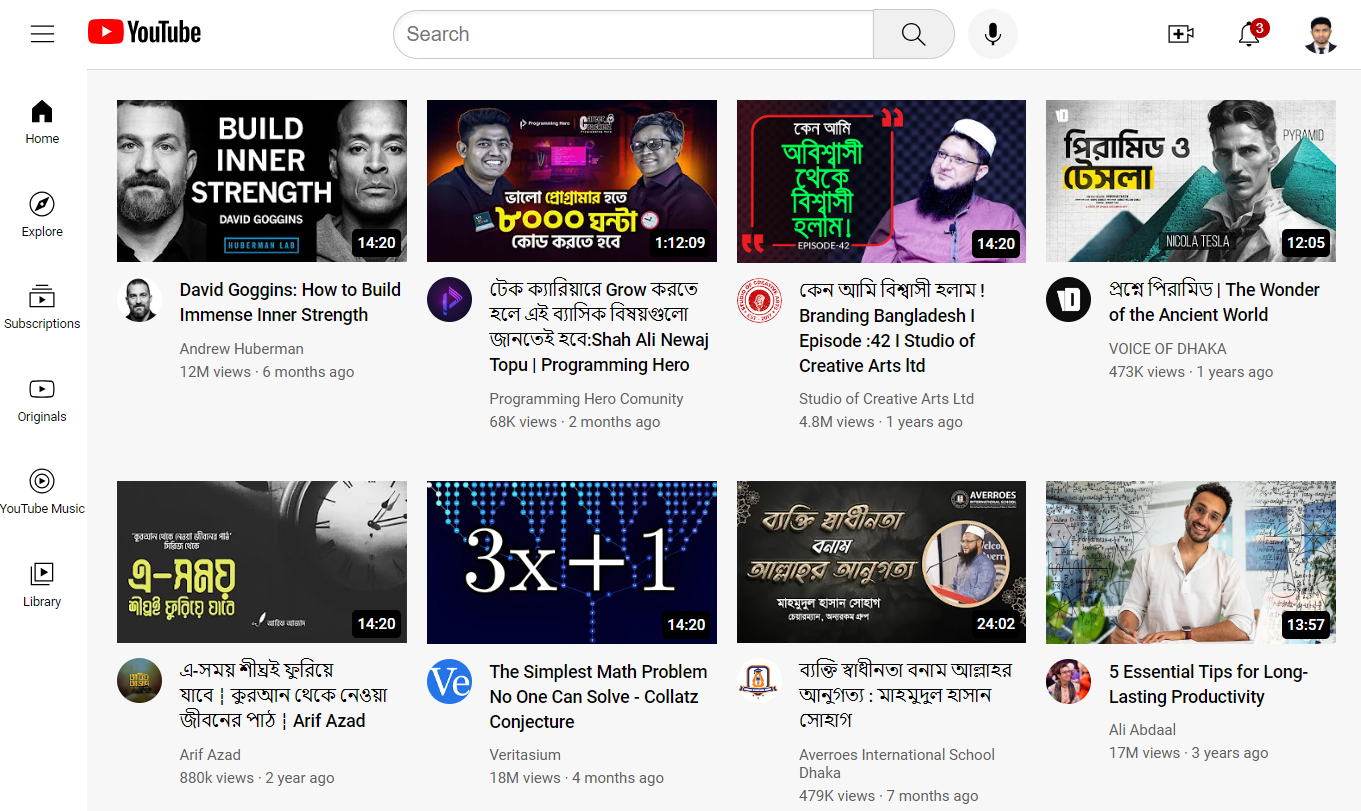 YouTube
Search
3
Home
Explore
Subscriptions
Originals
YouTube Music
Library
BUILD
INNER
STRENGTH
DAVID GOGGINS
HUBERMAN LAB
14:20
David Goggins: How to Build
Immense Inner Strength
Andrew Huberman
12M views · 6 months ago
Programming Hero
ভালো প্রোগ্রামার হতে
৮০০০ ঘন্টা
কোড করতে হবে
1:12:09
টেক ক্যারিয়ারে Grow করতে
হলে এই ব্যাসিক বিষয়গুলো
জানতেই হবে:Shah Ali Newaj
Topu | Programming Hero
Programming Hero Comunity
68K views · 2 months ago
কেন আমি
অবিশ্বাসী
থেকে
বিশ্বাসী
হলাম!
EPISODE-42
14:20
কেন আমি বিশ্বাসী হলাম !
Branding Bangladesh I
Episode :42 I Studio of
Creative Arts ltd
Studio of Creative Arts Ltd
4.8M views · 1 years ago
পিরামিড ও
টেসলা
PYRAMID
NICOLA TESLA
12:05
প্রশ্নে পিরামিড | The Wonder
of the Ancient World
VOICE OF DHAKA
473K views · 1 years ago
'কুরআন থেকে নেওয়া জীবনের পাঠ'
সিরিজ থেকে
এ-সময়
শীঘ্রই ফুরিয়ে যাবে
আরিফ আজাদ
14:20
এ-সময় শীঘ্রই ফুরিয়ে
যাবে ¦ কুরআন থেকে নেওয়া
জীবনের পাঠ ¦ Arif Azad
Arif Azad
880k views · 2 year ago
3x+1
14:20
Ve
The Simplest Math Problem
No One Can Solve - Collatz
Conjecture
Veritasium
18M views · 4 months ago
AVERROES
INTERNATIONAL SCHOOL
ব্যক্তি স্বাধীনতা
বনাম
আল্লাহর আনুগত্য
মাহমুদুল হাসান সোহাগ
চেয়ারম্যান, অন্যরকম গ্রুপ
24:02
ব্যক্তি স্বাধীনতা বনাম আল্লাহর
আনুগত্য : মাহমুদুল হাসান
সোহাগ
Averroes International School
Dhaka
479K views · 7 months ago
13:57
5 Essential Tips for Long-
Lasting Productivity
Ali Abdaal
17M views · 3 years ago